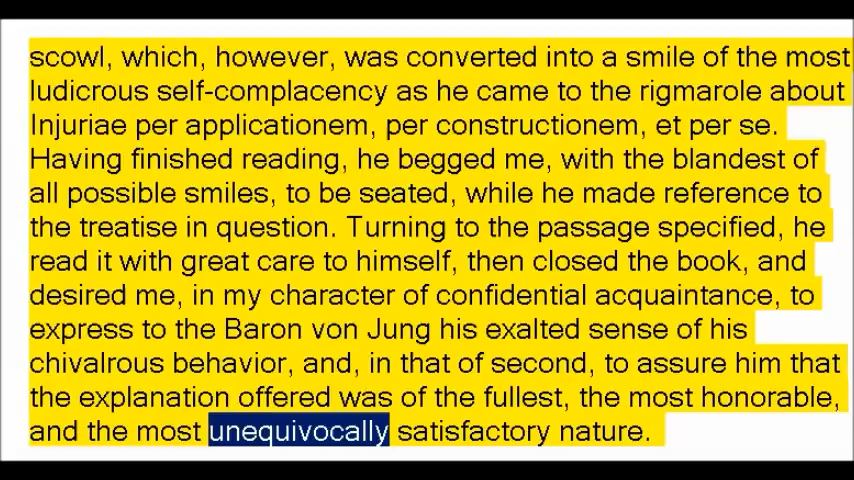 scowl, which, however, was converted into a smile of the most
ludicrous self-complacency as he came to the rigmarole about
Injuriae per applicationem, per constructionem, et per se.
Having finished reading, he begged me, with the blandest of
all possible smiles, to be seated, while he made reference to
the treatise in question. Turning to the passage specified, he
read it with great care to himself, then closed the book, and
desired me, in my character of confidential acquaintance, to
express to the Baron von Jung his exalted sense of his
chivalrous behavior, and, in that of second, to assure him that
the explanation offered was of the fullest, the most honorable,
and the most unequivocally satisfactory nature.